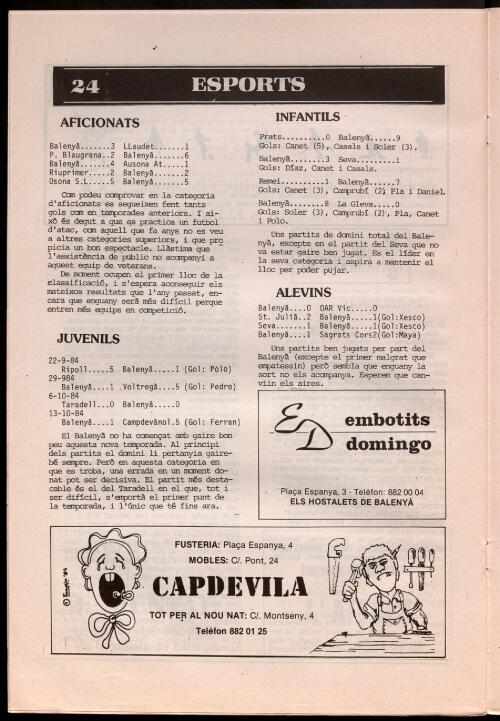 24 ESPORTS
AFICIONATS
Balenyà.......3 LLaudet.......1
P. Blaugrana..2 Balenyà.......6
Balenyà.......4 Ausone At.....1
Riuprimer.....2 Balenyà.......2
Osona S.L.....5 Balenyà.......5
Com podeu comprovar en la categoria
d'aficionats es segueixen fent tants
gols com en temporades anteriors. I ai-
xò és degut a que es practica un futbol
d'atac, com aquell que fa anys no es veu
a altres categories superiors, i que pro
picia un bon espectacle. Llàstima que
l'assistència de públic no acompanyi a
aquest equip de veterans.
De moment ocupen el primer lloc de la
classificació, i s'espera aconseguir els
mateixos resultats que l'any passat, en-
cara que enguany serà més difícil perque
entren més equips en competició.
JUVENILS
22-9-84
Ripoll.....5 Balenyà.....1 (Gol: Pòlo)
29-984
Balenyà....1 .Voltregà...5 (Gol: Pedro)
6-10-84
Taradell...0 Balenyà.....0
13-10-84
Balenyà....1 Campdevànol.5 (Gol: Ferran)
El Balenyà no ha començat amb gaire bon
peu aquesta nova temporada. Al principi
dels partits el domini li pertanyia gaire-
bé sempre. Però en aquesta categoria en
que es troba, una errada en un moment do-
nat pot ser decisiva. El partit més desta-
cable és el del Taradell en el que, tot i
ser difícil, s'emportà el primer punt de
la temporada, i l'únic que té fins ara.
INFANTILS
Prats..........0 Balenyà......9
Gols: Canet (5), Casals i Soler (3).
Balenyà........3 Seva.........1
Gols: Díaz, Canet i Casals.
Remei..........1 Balenyà......7
Gols: Canet (3), Camprubí (2) Pla i Daniel
Balenyà........8 La Gleva.....0
Gols: Soler (3), Camprubí (2), Pla, Canet
i Polo.
Uns partits de domini total del Bale-
nyà, excepte en el partit del Seva que no
va estar gaire ben jugat. Es el líder en
la seva categoria i aspira a mantenir el
lloc per poder pujar.
ALEVINS
Balenyà....0 OAR Vic.....0
St. Julià..2 Balenyà.....1(Gol:Xesco)
Seva.......1 Balenyà.....1(Gol:Xesco)
Balenyà....1 Sagrats Cors2(Gol:Maya)
Uns partits ben jugats per part del
Balenyà (excepte el primer malgrat que
empatessin) però sembla que enguany la
sort no els acompanya. Esperem que can-
viin els aires.
ED embotits
domingo
Plaça Espanya, 3 - Telèfon: 882 00 04
ELS HOSTALETS DE BALENYÀ
FUSTERIA: Plaça Espanya, 4
MOBLES: C/. Pont, 24
CAPDEVILA
TOT PER AL NOU NAT: C/. Montseny, 4
Telèfon 882 01 25